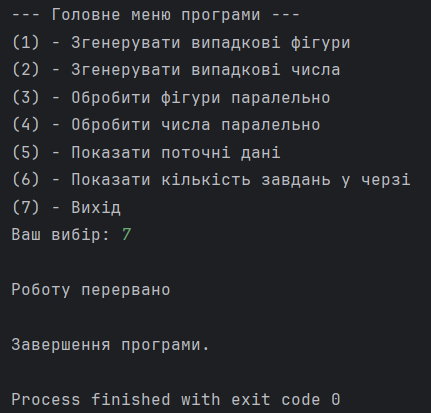 --- Головне меню програми ---
(1) - Згенерувати випадкові фігури
(2) - Згенерувати випадкові числа
(3) - Обробити фігури паралельно
(4) - Обробити числа паралельно
(5) - Показати поточні дані
(6) - Показати кількість завдань у черзі
(7) - Вихід
Ваш вибір: 7
Роботу перервано
Завершення програми.
Process finished with exit code 0